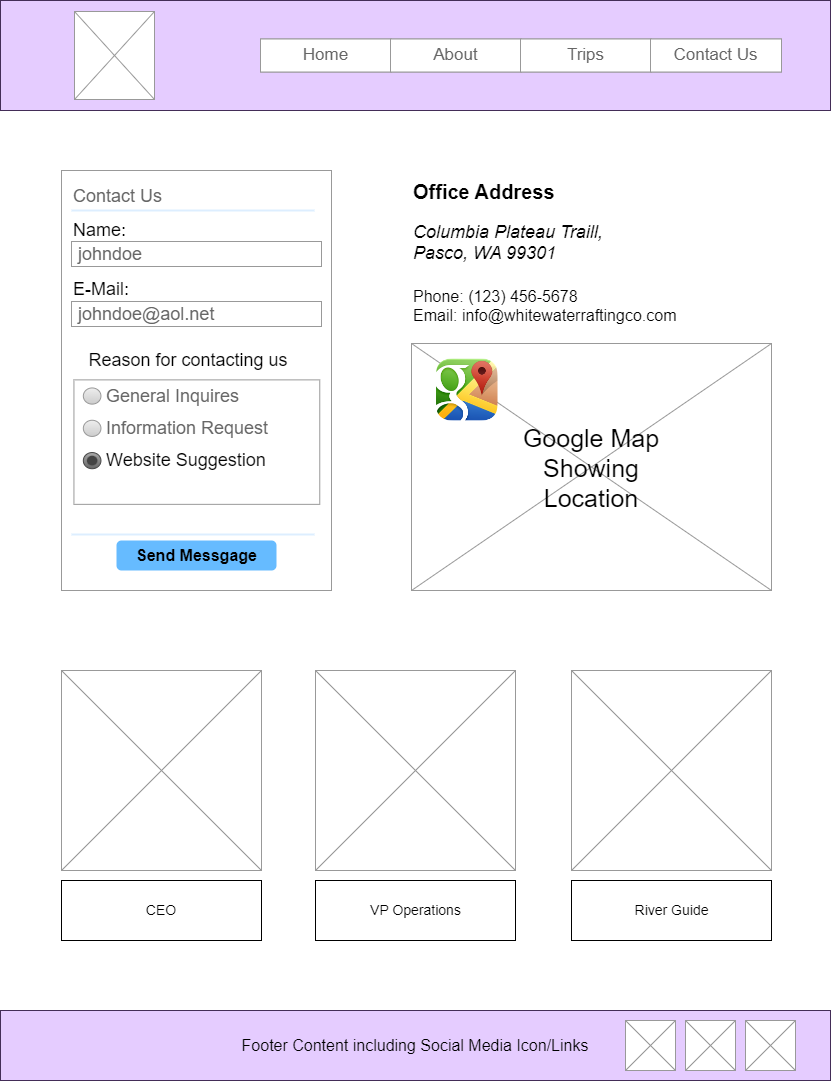 Home
About
Trips
Contact Us
Contact Us
Name:
johndoe
E-Mail:
johndoe@aol.net
Reason for contacting us
General Inquires
Information Request
Website Suggestion
Send Messgage
Office Address
Columbia Plateau Traill,
Pasco, WA 99301
Phone: (123) 456-5678
Email: info@whitewaterraftingco.com
g
Google Map
Showing
Location
CEO
VP Operations
River Guide
Footer Content including Social Media Icon/Links